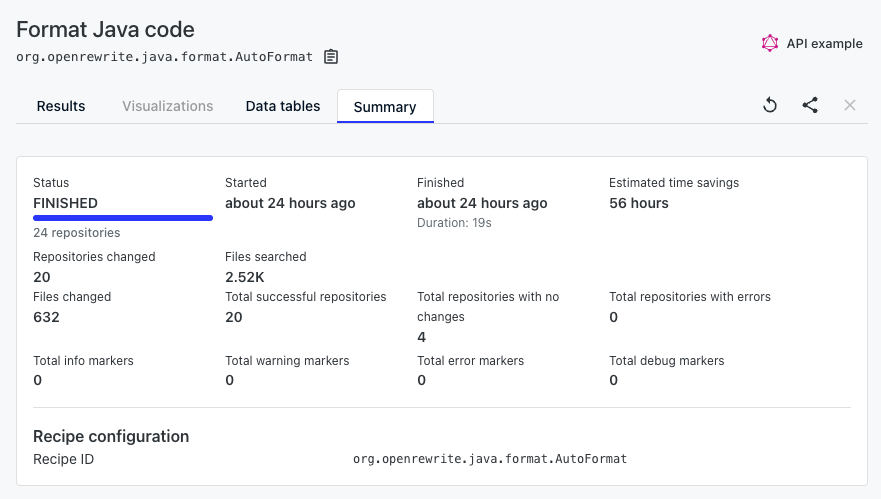 Format Java code
org.openrewrite.java.format.AutoFormat
API example
Results Visualizations Data tables Summary
Status Started Finished Estimated time savings
FINISHED about 24 hours ago about 24 hours ago 56 hours
24 repositories Duration: 19s
Repositories changed Files searched
20 2.52K
Files changed Total successful repositories Total repositories with no changes Total repositories with errors
632 20 4 0
Total info markers Total warning markers Total error markers Total debug markers
0 0 0 0
Recipe configuration
Recipe ID org.openrewrite.java.format.AutoFormat